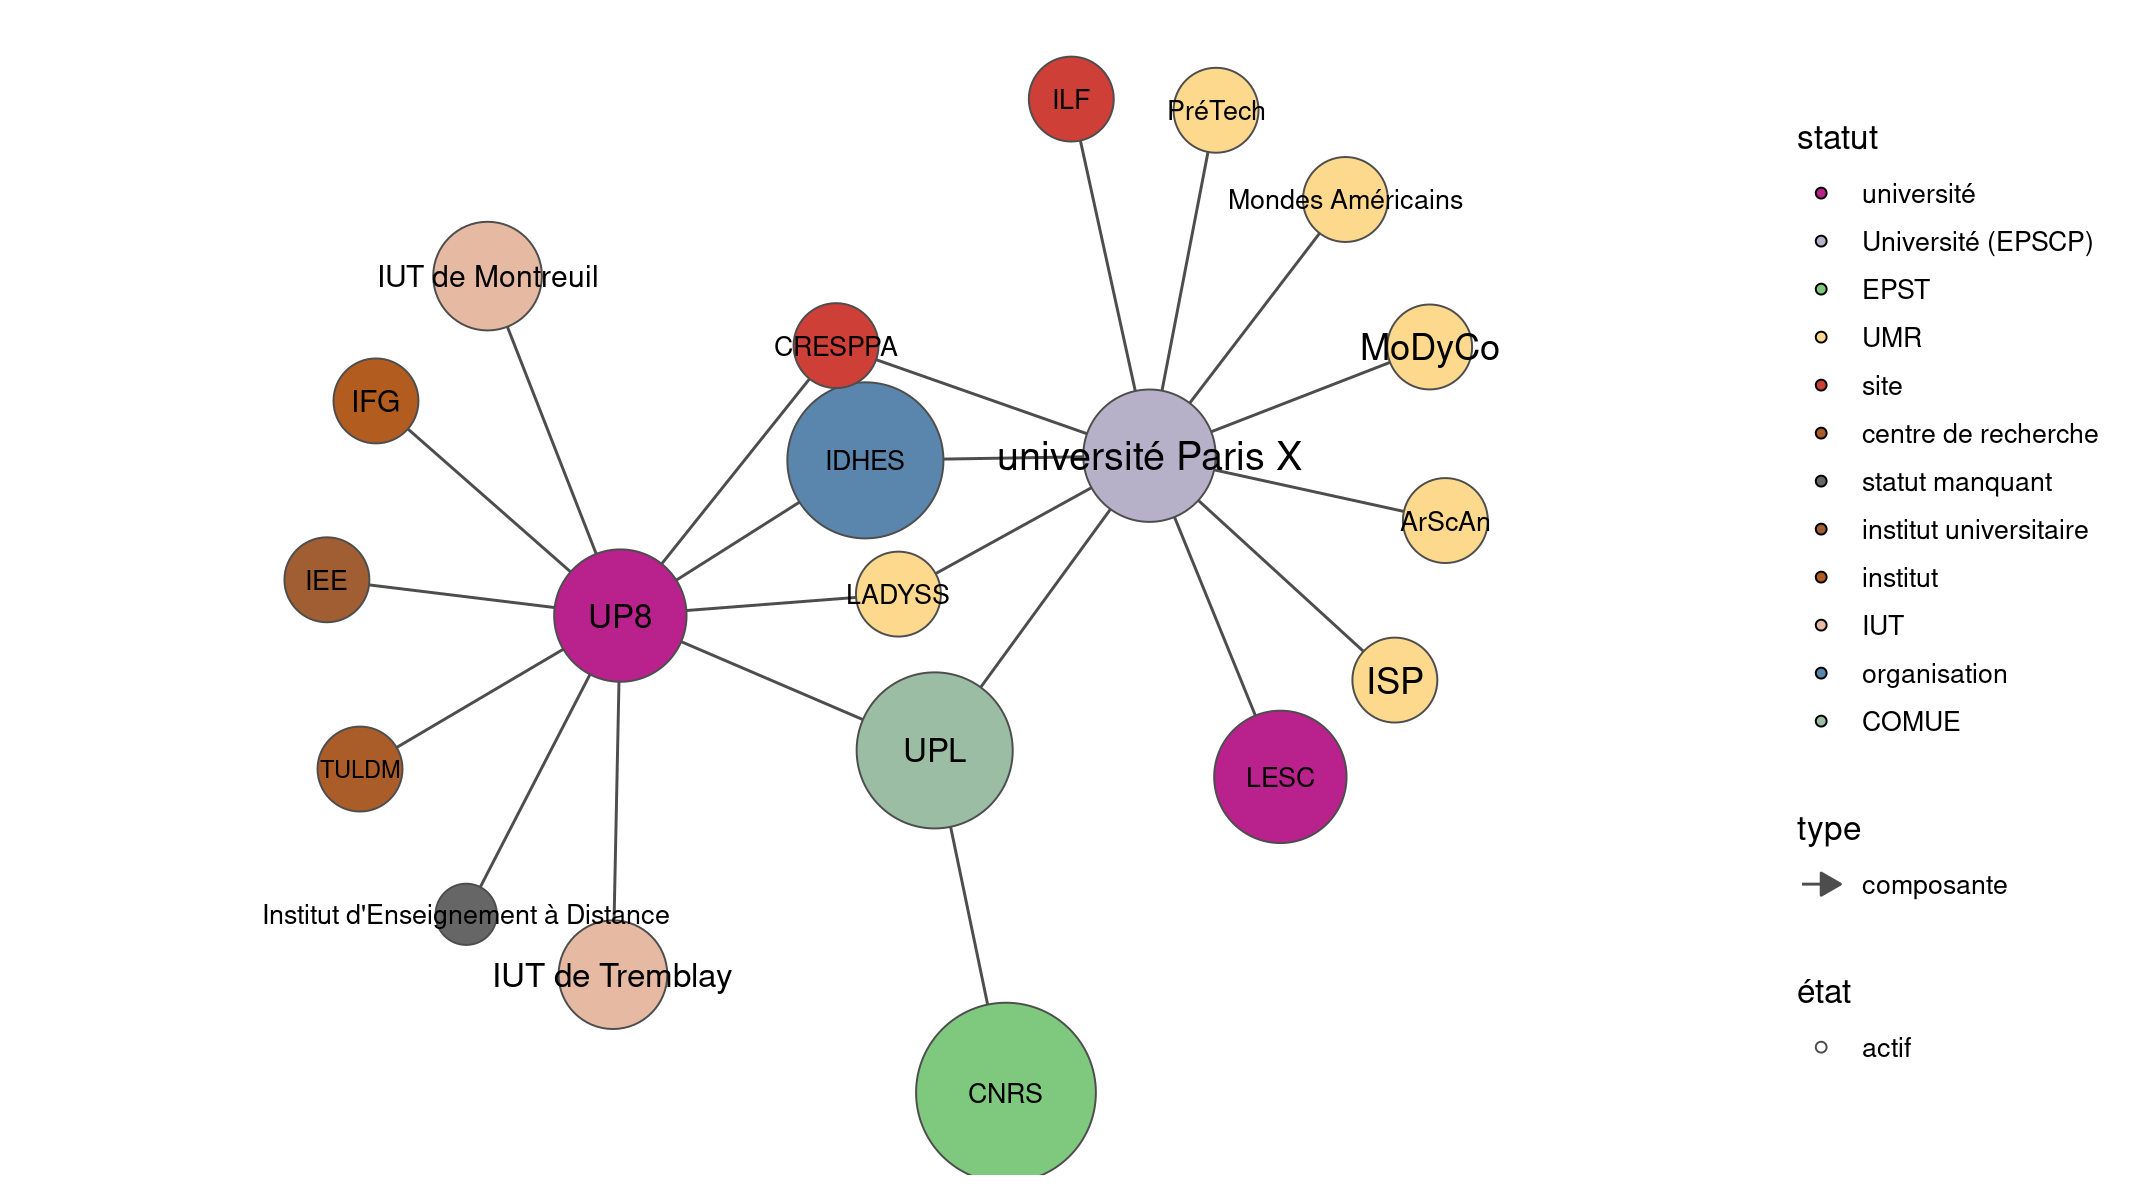 ILF
PréTech
Mondes Américains
IUT de Montreuil
CRESPPA
MoDyCo
IFG
IDHES
université Paris X
ArScAn
IEE
LADYSS
UP8
ISP
UPL
TULDM
LESC
Institut d'Enseignement à Distance
IUT de Tremblay
CNRS
statut
université
Université (EPSCP)
EPST
UMR
site
centre de recherche
statut manquant
institut universitaire
institut
IUT
organisation
COMUE
type
composante
état
actif